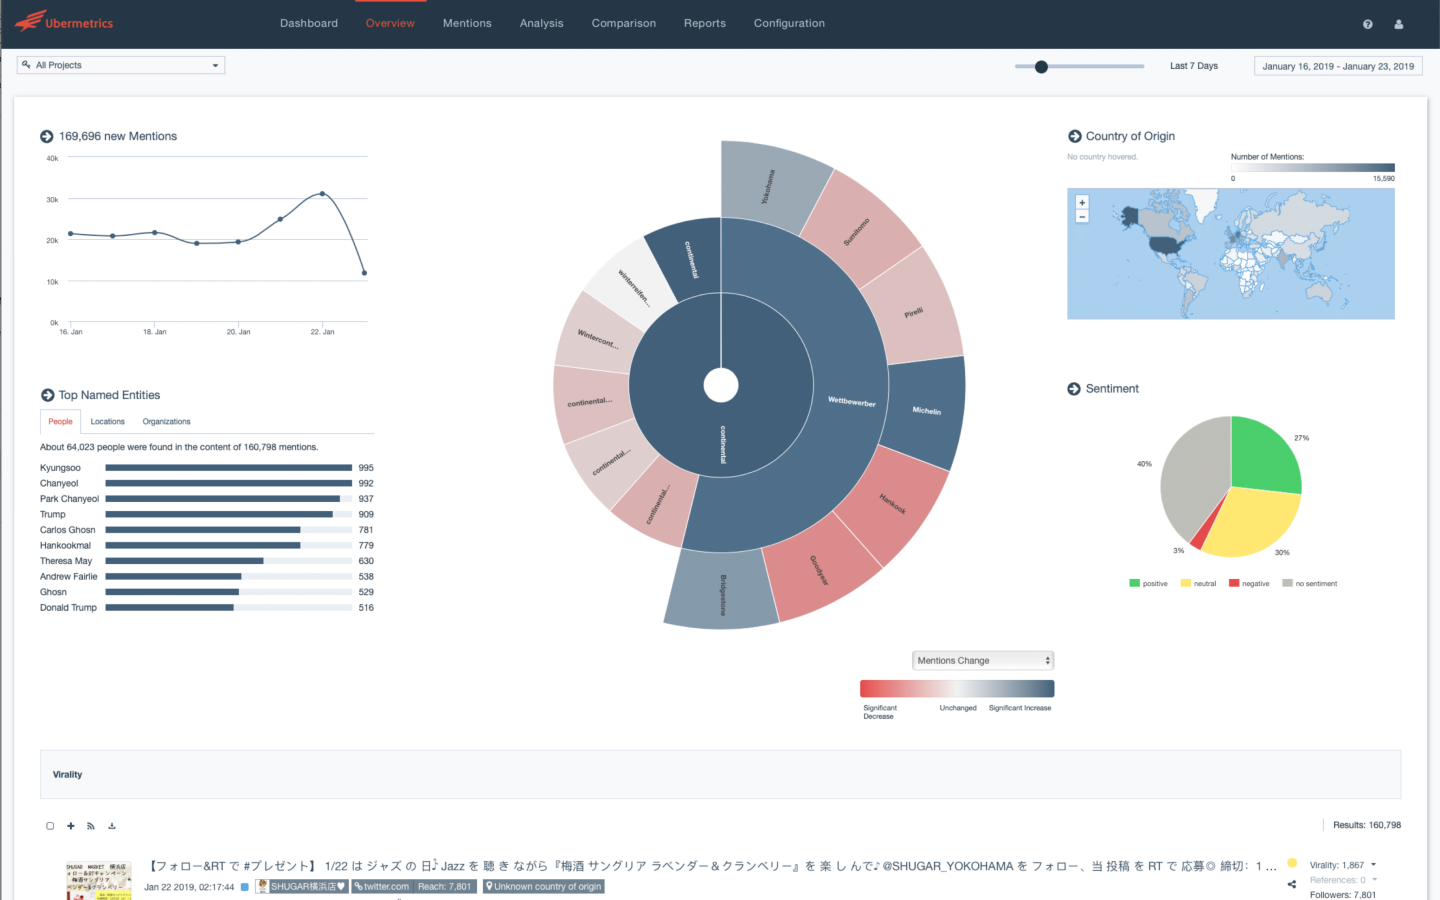 Ubermetrics
Dashboard Overview Mentions Analysis Comparison Reports Configuration
All Projects
Last 7 Days
January 16, 2019 - January 23, 2019
169,696 new Mentions
40k
30k
20k
10k
0k
16. Jan 18. Jan 20. Jan 22. Jan
Top Named Entities
People Locations Organizations
About 64,023 people were found in the content of 160,798 mentions.
Kyungsoo 995
Chanyeol 992
Park Chanyeol 937
Trump 909
Carlos Ghosn 781
Hankookmal 779
Theresa May 630
Andrew Fairlie 538
Ghosn 529
Donald Trump 516
Yokohama
Sumitomo
Pirelli
Michelin
Hankook
Goodyear
Bridgestone
Wettbewerber
continental
continental
winterreifen...
Wintercont...
continental...
continental...
continental...
Mentions Change
Significant Decrease
Unchanged
Significant Increase
Country of Origin
No country hovered.
Number of Mentions:
0 15,590
+
−
Sentiment
27%
40%
3%
30%
positive neutral negative no sentiment
Virality
Results: 160,798
【フォロー&RT で #プレゼント】 1/22 は ジャズ の 日♪ Jazz を 聴 き ながら『梅酒 サングリア ラベンダー＆クランベリー』を 楽 し んで♪ @SHUGAR_YOKOHAMA を フォロー、当 投稿 を RT で 応募◎ 締切: 1 ...
Jan 22 2019, 02:17:44 SHUGAR横浜店♥ twitter.com Reach: 7,801 Unknown country of origin
Virality: 1,867
References: 0
Followers: 7,801